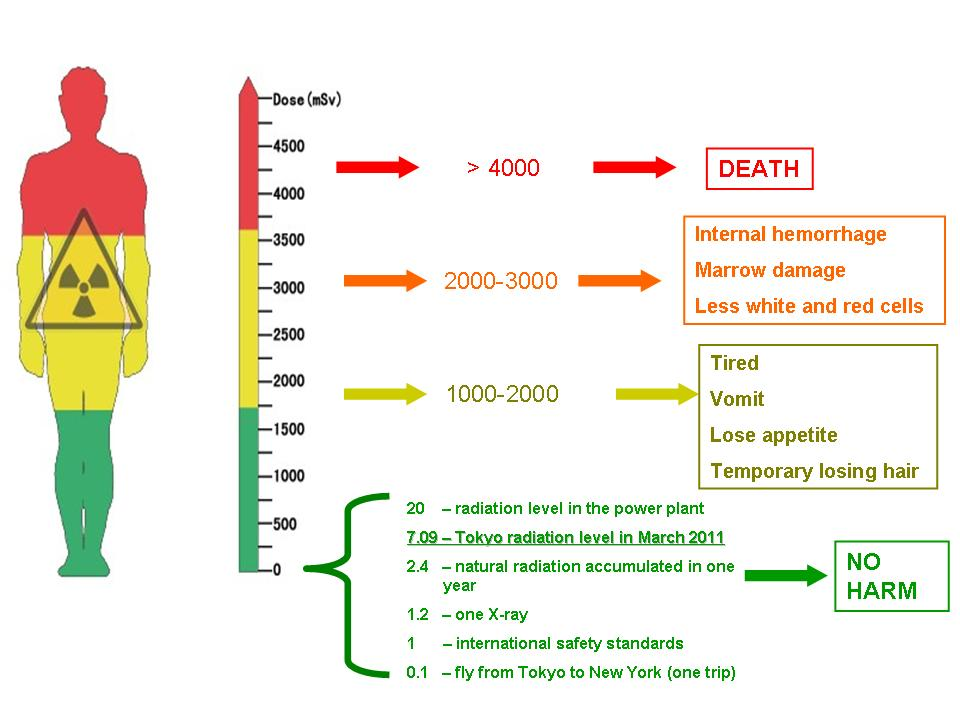 Dose(mSv)
4500
4000
3500
3000
2500
2000
1500
1000
500
0
> 4000
DEATH
2000-3000
Internal hemorrhage
Marrow damage
Less white and red cells
1000-2000
Tired
Vomit
Lose appetite
Temporary losing hair
20 – radiation level in the power plant
7.09 – Tokyo radiation level in March 2011
2.4 – natural radiation accumulated in one
year
1.2 – one X-ray
1 – international safety standards
0.1 – fly from Tokyo to New York (one trip)
NO
HARM